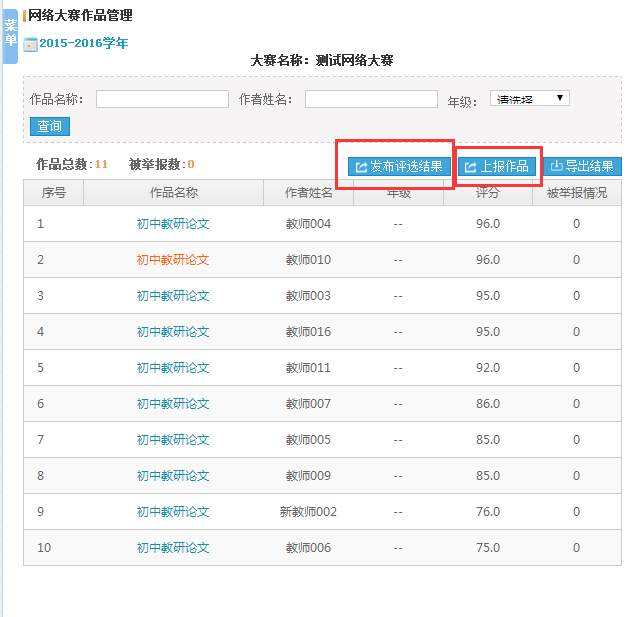 网络大赛作品管理
菜单
2015-2016学年
大赛名称：测试网络大赛
作品名称： 作者姓名： 年级： 请选择
查询
作品总数:11 被举报数:0 发布评选结果 上报作品 导出结果
序号 作品名称 作者姓名 年级 评分 被举报情况
1 初中教研论文 教师004 -- 96.0 0
2 初中教研论文 教师010 -- 96.0 0
3 初中教研论文 教师003 -- 95.0 0
4 初中教研论文 教师016 -- 95.0 0
5 初中教研论文 教师011 -- 92.0 0
6 初中教研论文 教师007 -- 86.0 0
7 初中教研论文 教师005 -- 85.0 0
8 初中教研论文 教师009 -- 85.0 0
9 初中教研论文 新教师002 -- 76.0 0
10 初中教研论文 教师006 -- 75.0 0